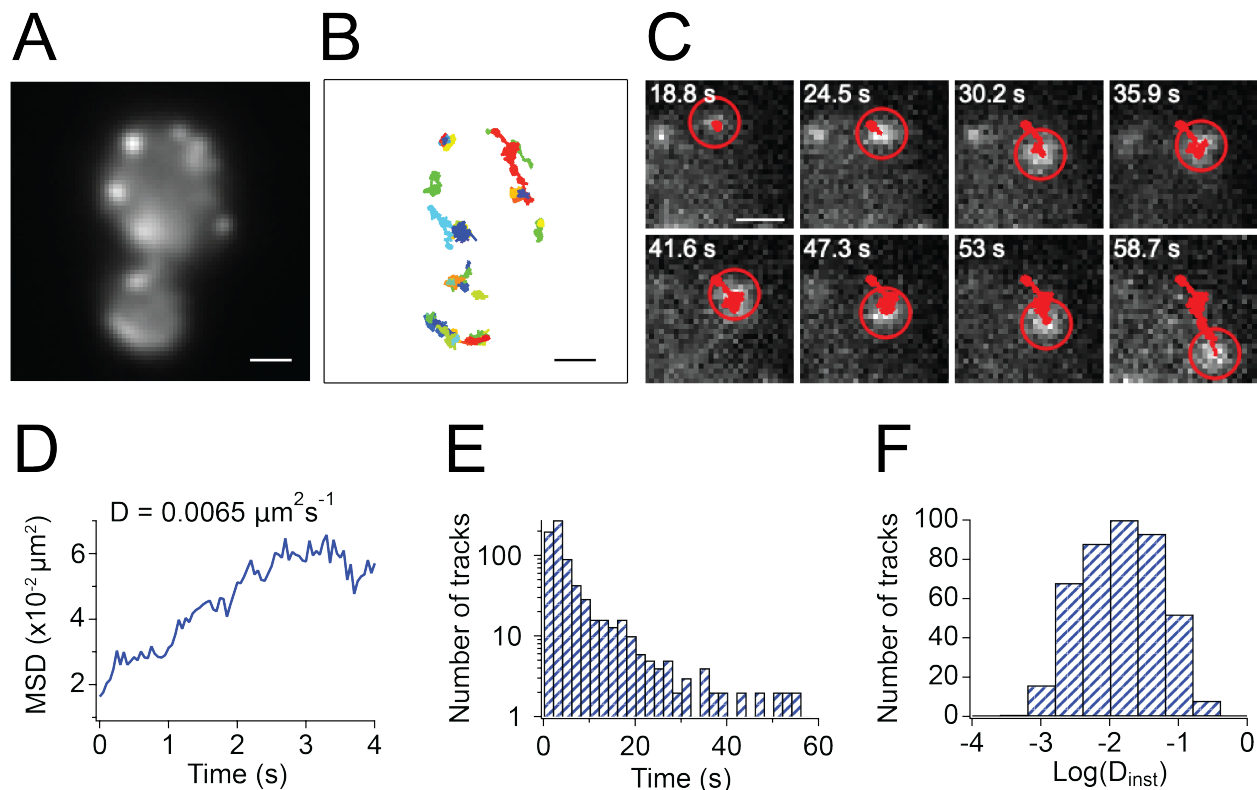 A
B
C
18.8 s
24.5 s
30.2 s
35.9 s
41.6 s
47.3 s
53 s
58.7 s
D
D = 0.0065 µm²s⁻¹
MSD (x10⁻² µm²)
6
4
2
0 1 2 3 4
Time (s)
E
Number of tracks
100
10
1
0 20 40 60
Time (s)
F
Number of tracks
100
80
60
40
20
0
-4 -3 -2 -1 0
Log(Dinst)